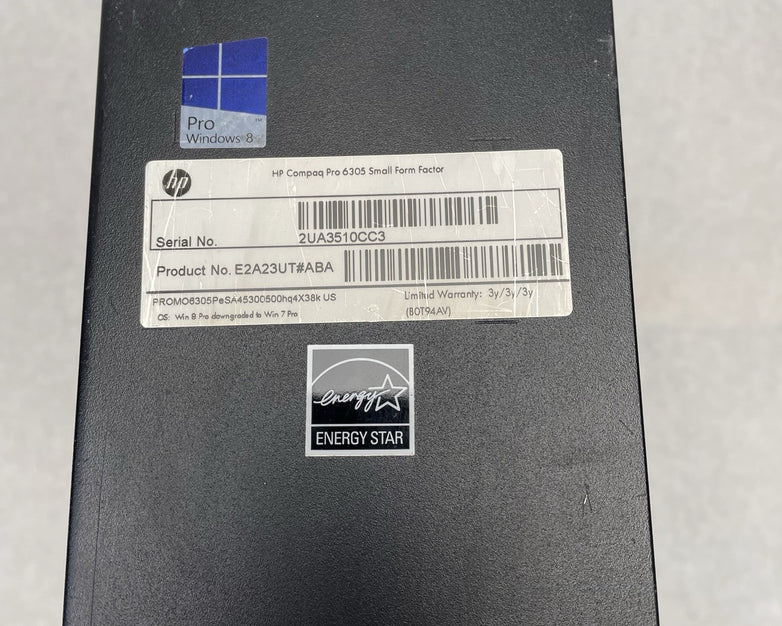 Pro
Windows 8
hp
HP Compaq Pro 6305 Small Form Factor
Serial No. 2UA3510CC3
Product No. E2A23UT#ABA
PROMO6305PeSA45300500hq4X38k US
Limited Warranty: 3y/3y/3y
OS: Win 8 Pro downgraded to Win 7 Pro
(B0T94AV)
energy
ENERGY STAR